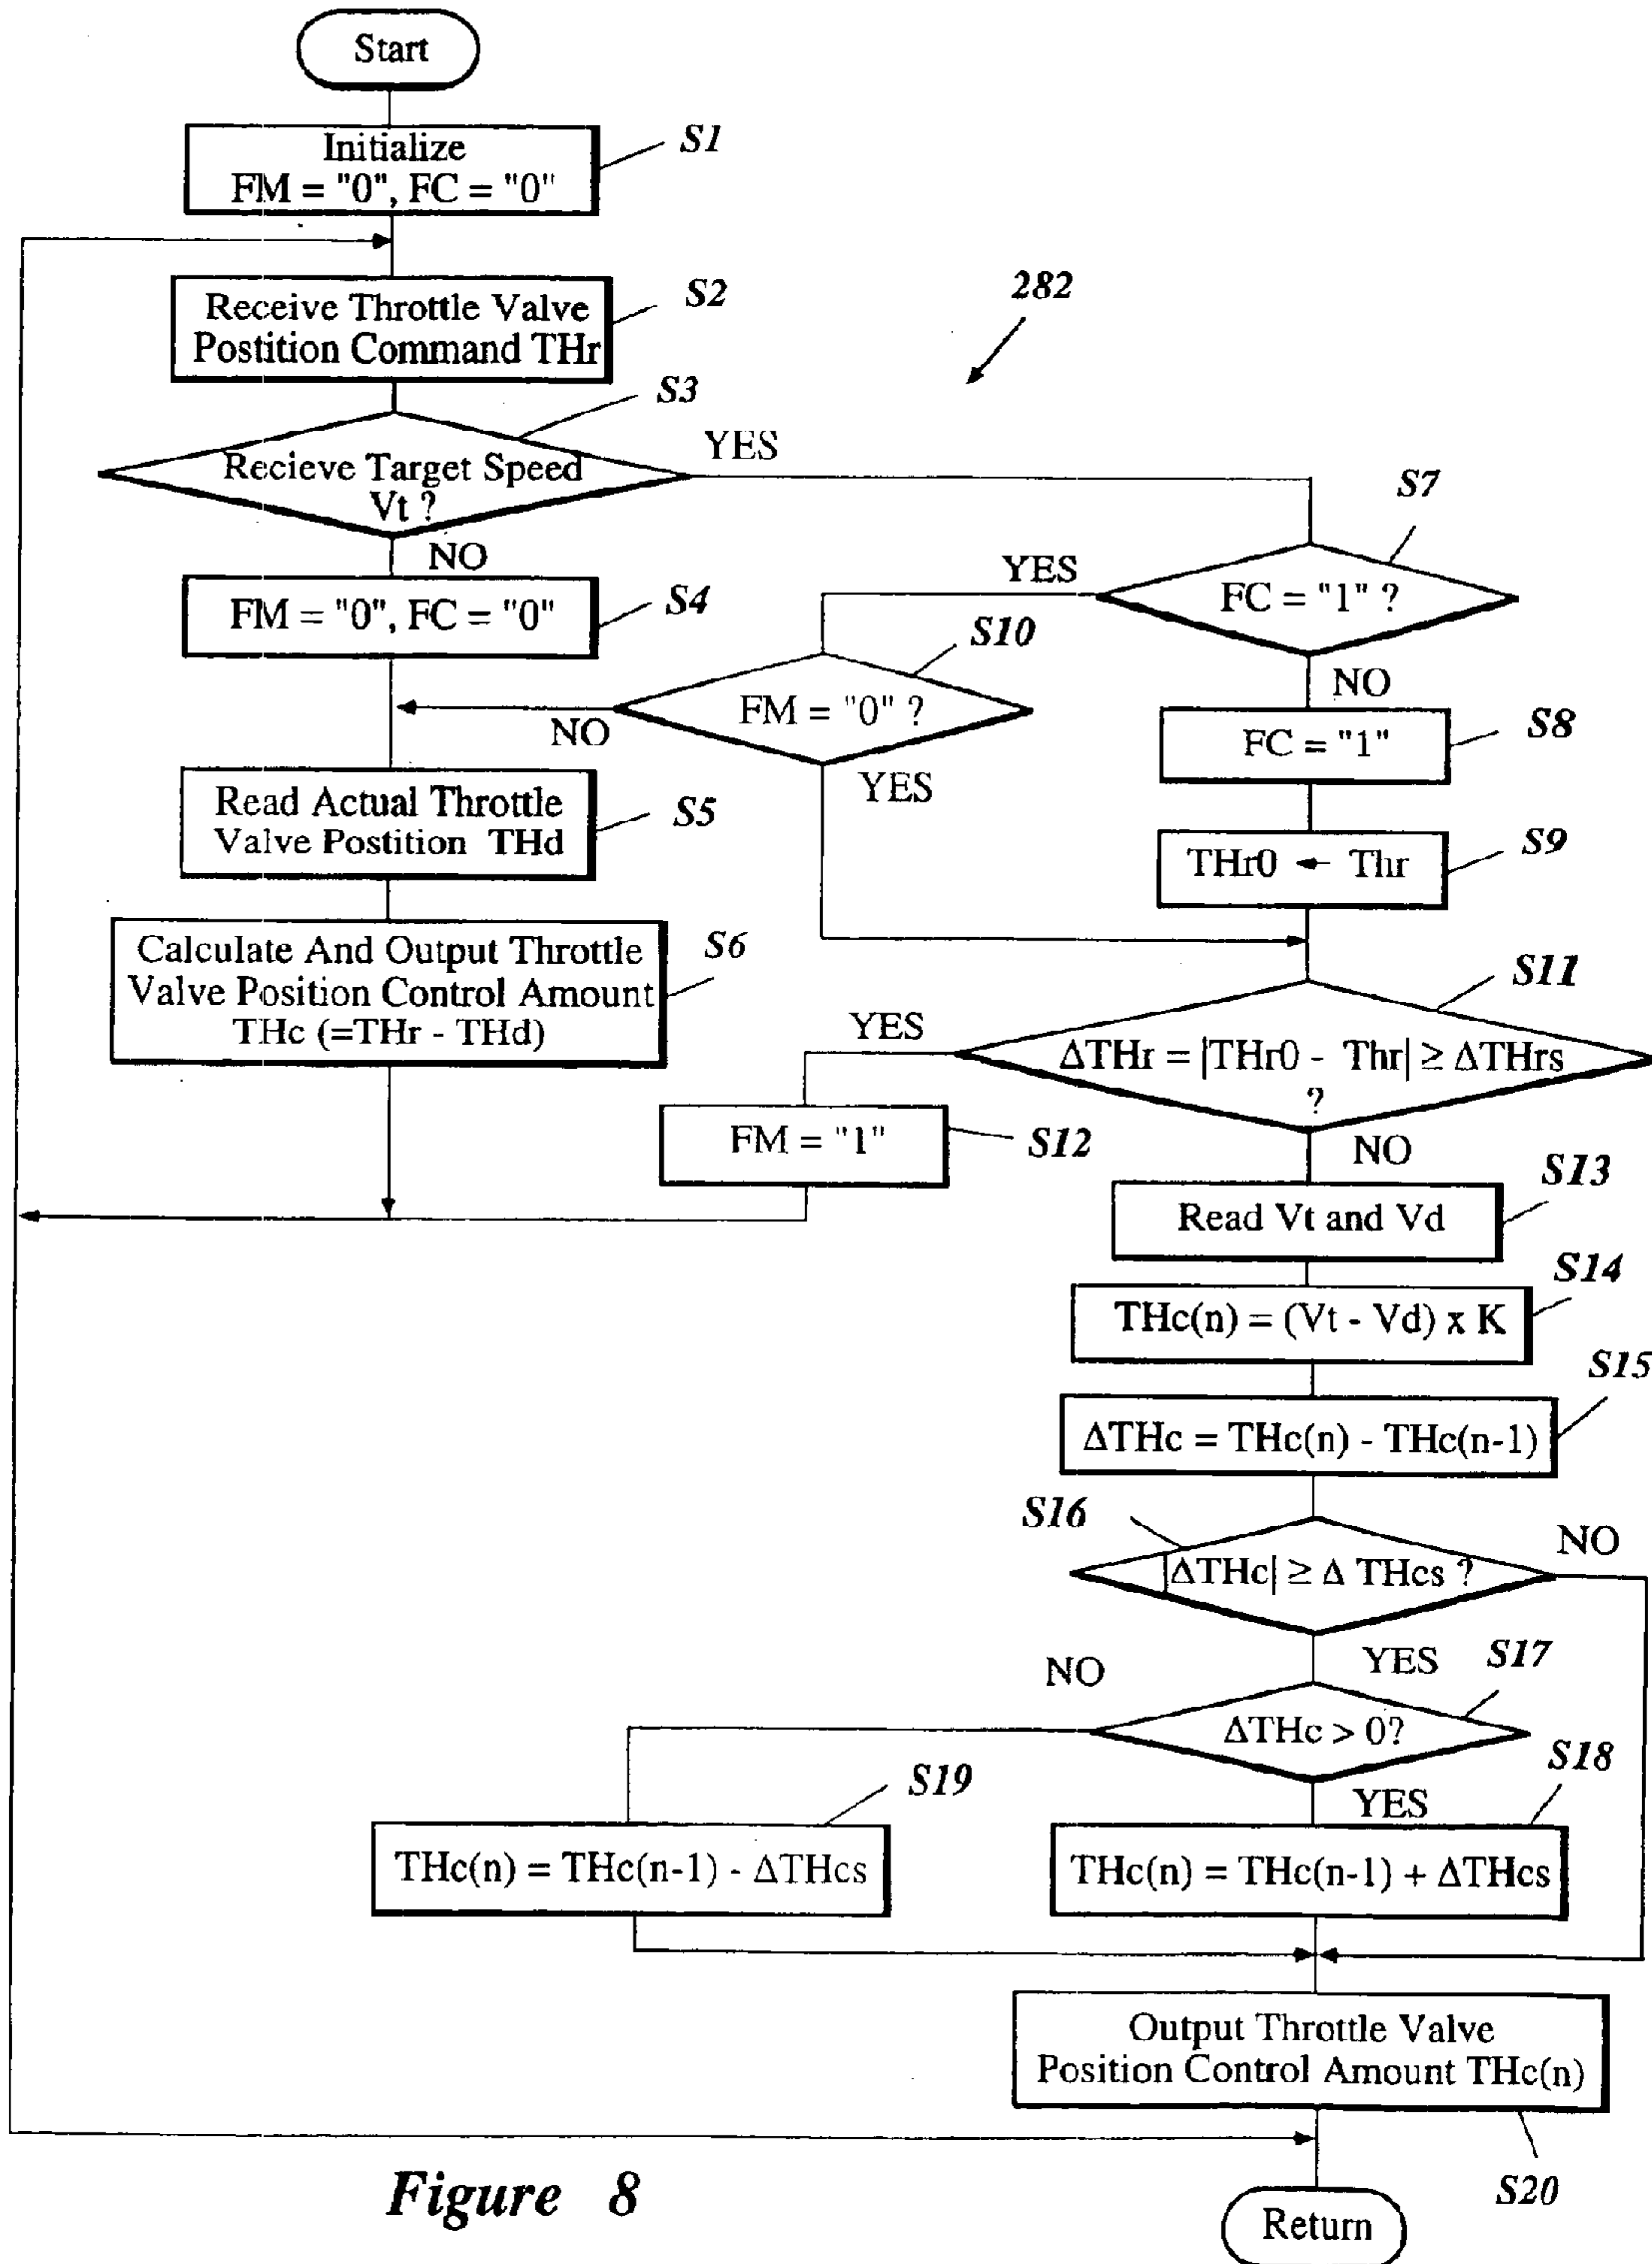 Start
Initialize
FM = "0", FC = "0"
S1
Receive Throttle Valve
Postition Command THr
S2
282
S3
Recieve Target Speed
Vt ?
YES
NO
FM = "0", FC = "0"
S4
S7
FC = "1" ?
YES
NO
S10
FM = "0" ?
NO
YES
FC = "1"
S8
Read Actual Throttle
Valve Postition THd
S5
THr0 ← Thr
S9
Calculate And Output Throttle
Valve Position Control Amount
THc (=THr - THd)
S6
S11
ΔTHr = |THr0 - Thr| ≥ ΔTHrs
?
YES
NO
FM = "1"
S12
Read Vt and Vd
S13
THc(n) = (Vt - Vd) x K
S14
ΔTHc = THc(n) - THc(n-1)
S15
S16
|ΔTHc| ≥ Δ THcs ?
NO
YES
S17
ΔTHc > 0?
NO
YES
S18
THc(n) = THc(n-1) + ΔTHcs
S19
THc(n) = THc(n-1) - ΔTHcs
Output Throttle Valve
Position Control Amount THc(n)
S20
Return
Figure 8